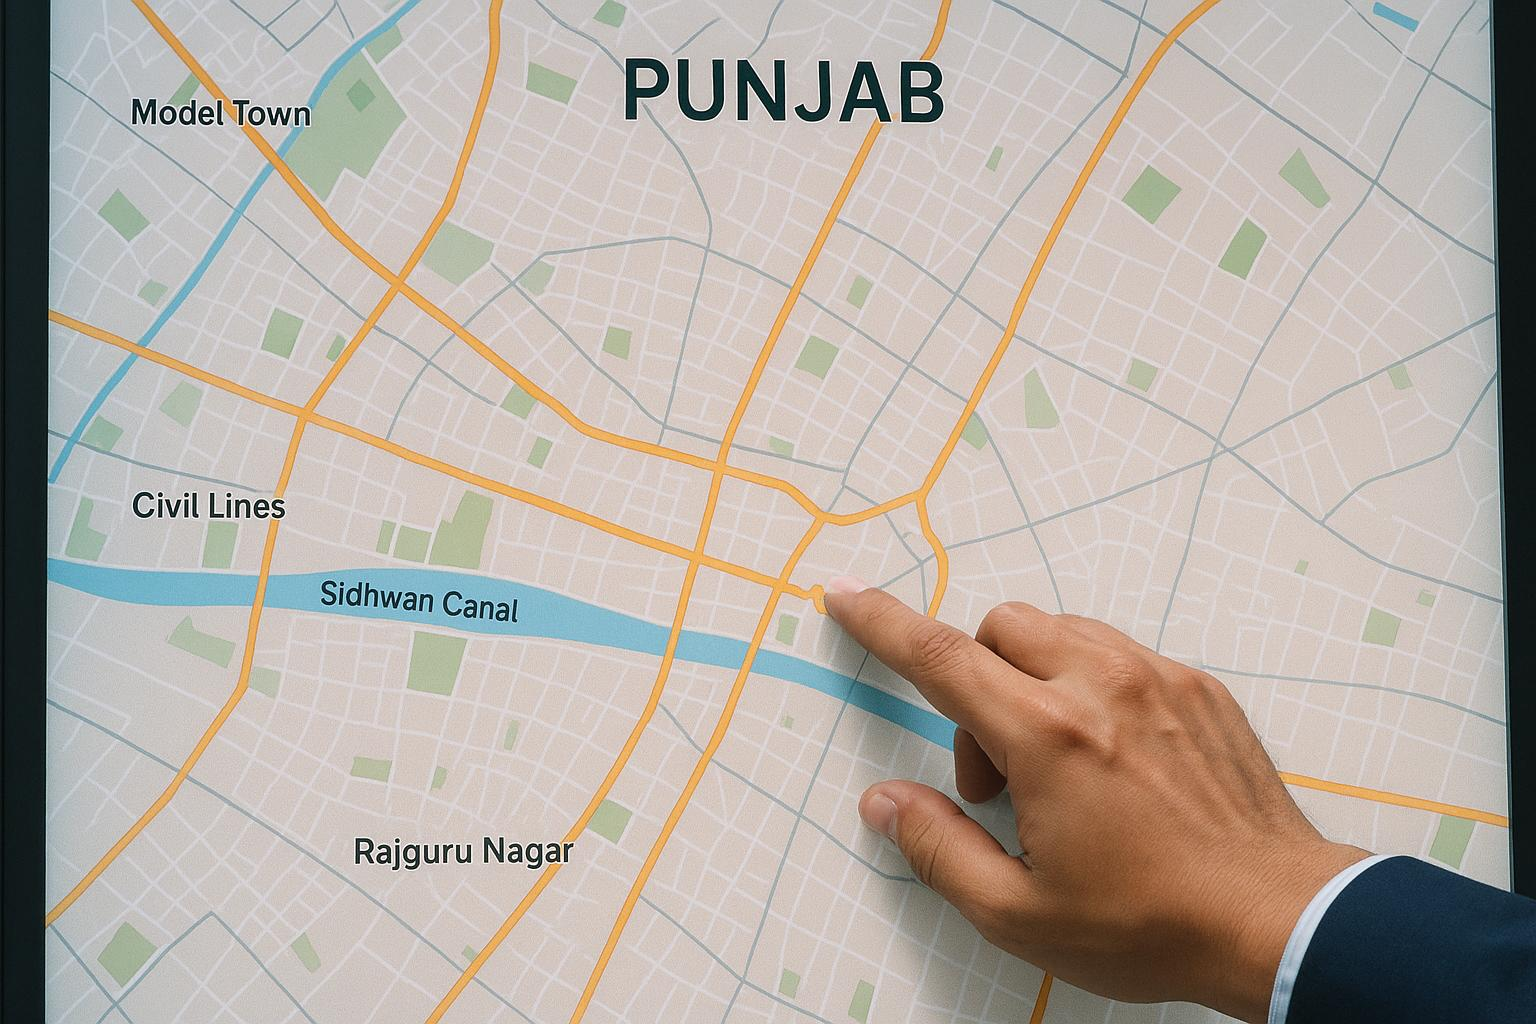 PUNJAB
Model Town
Civil Lines
Sidhwan Canal
Rajguru Nagar